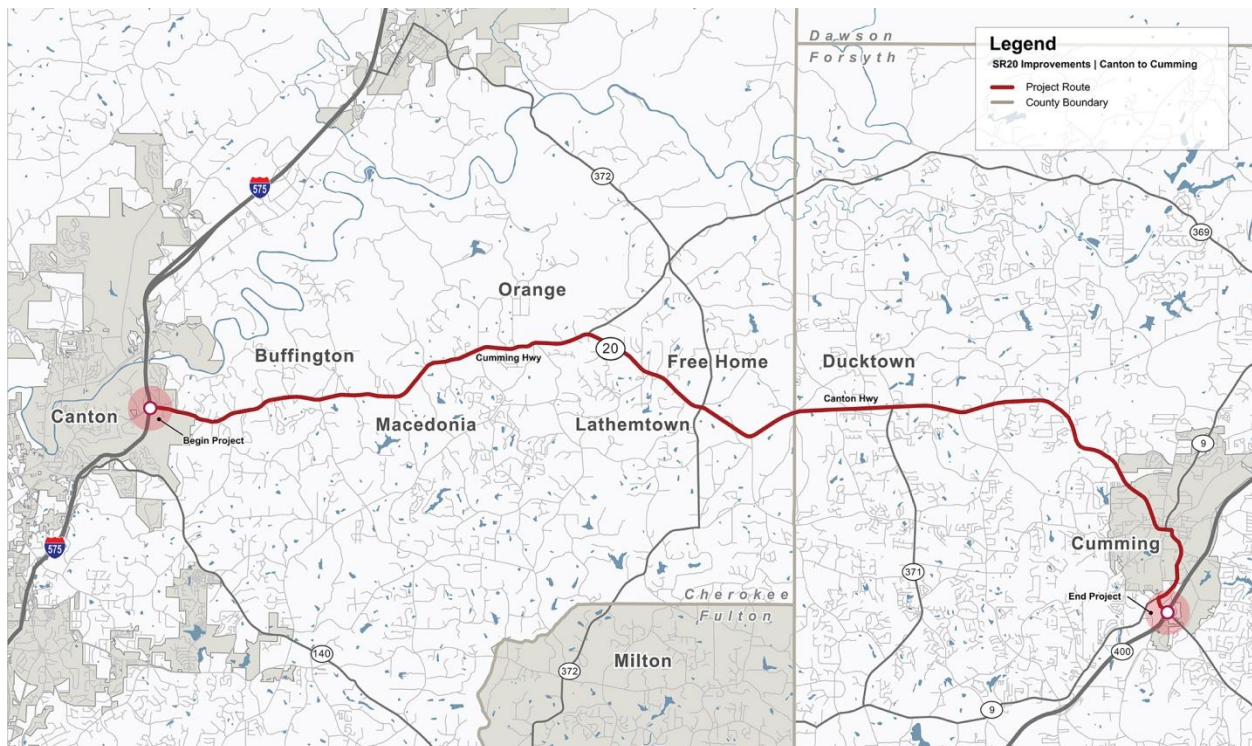 Dawson
Forsyth
Legend
SR20 Improvements | Canton to Cumming
Project Route
County Boundary
575
372
369
Orange
Buffington
Cumming Hwy
20
Free Home
Ducktown
Canton
Begin Project
Macedonia
Lathemtown
Canton Hwy
9
575
Cumming
371
Cherokee
Fulton
End Project
140
372
Milton
400
9